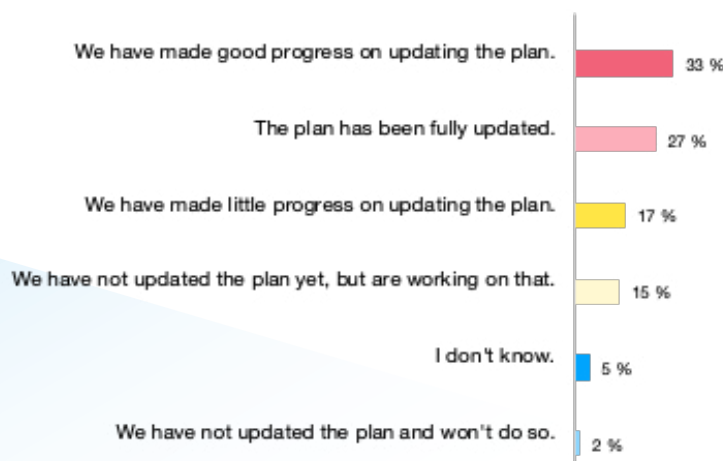 We have made good progress on updating the plan.
33 %
The plan has been fully updated.
27 %
We have made little progress on updating the plan.
17 %
We have not updated the plan yet, but are working on that.
15 %
I don't know.
5 %
We have not updated the plan and won't do so.
2 %